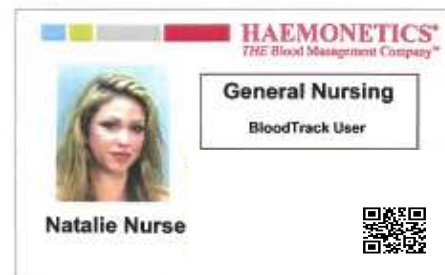 HAEMONETICS®
THE Blood Management Company™
General Nursing
BloodTrack User
Natalie Nurse